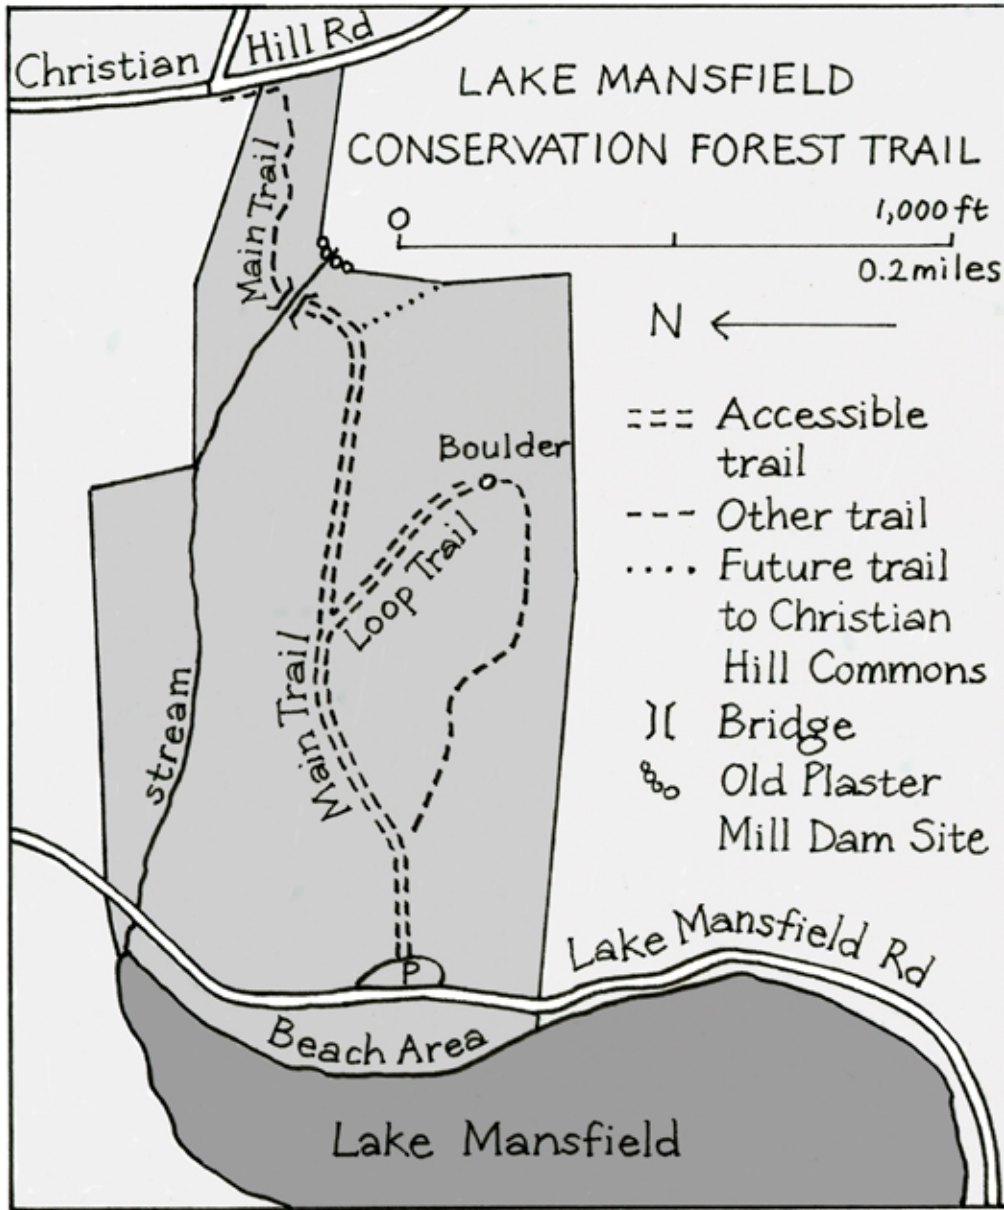 Christian Hill Rd
LAKE MANSFIELD
CONSERVATION FOREST TRAIL
0 1,000 ft
0.2 miles
N
Main Trail
Boulder
Loop Trail
Main Trail
stream
Accessible
trail
Other trail
Future trail
to Christian
Hill Commons
Bridge
Old Plaster
Mill Dam Site
P
Lake Mansfield Rd
Beach Area
Lake Mansfield